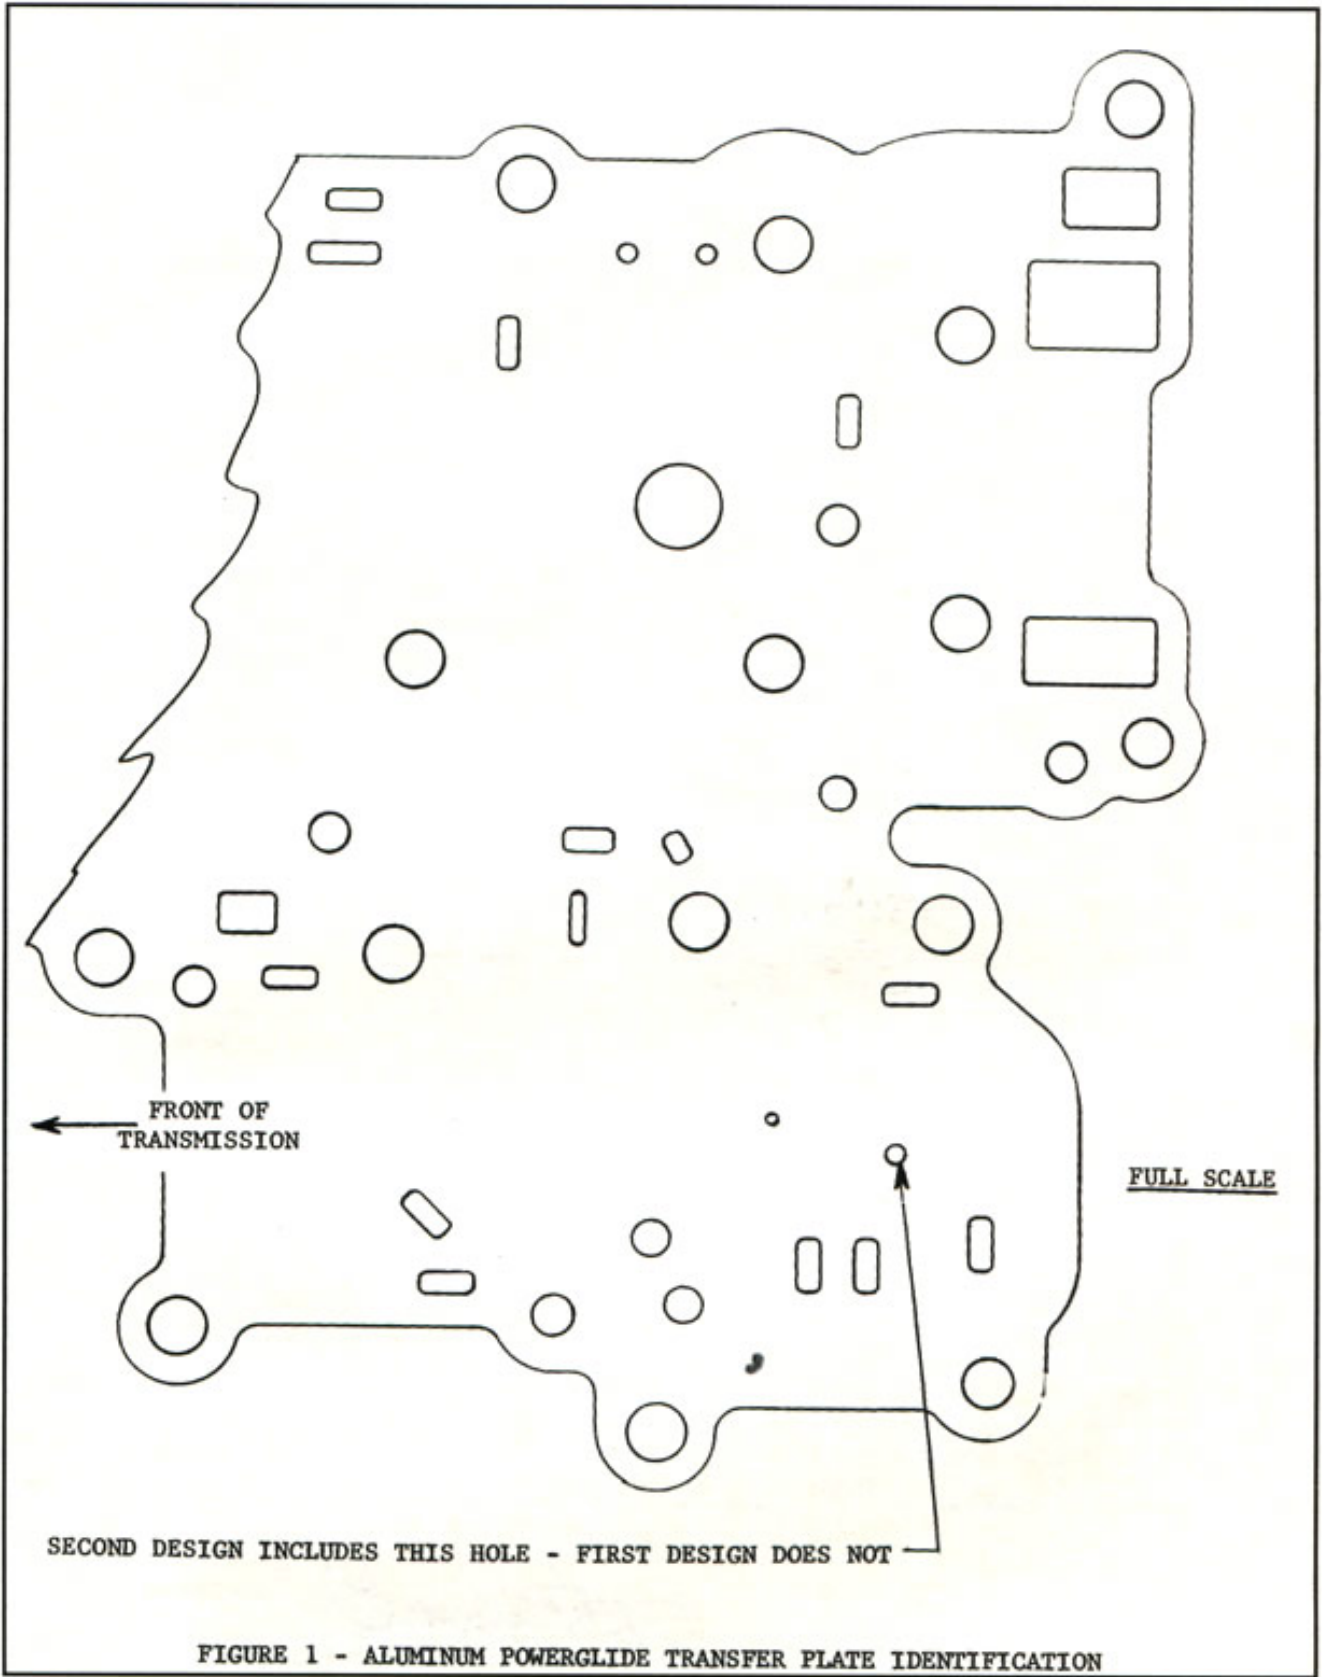 FRONT OF
TRANSMISSION
FULL SCALE
SECOND DESIGN INCLUDES THIS HOLE - FIRST DESIGN DOES NOT
FIGURE 1 - ALUMINUM POWERGLIDE TRANSFER PLATE IDENTIFICATION